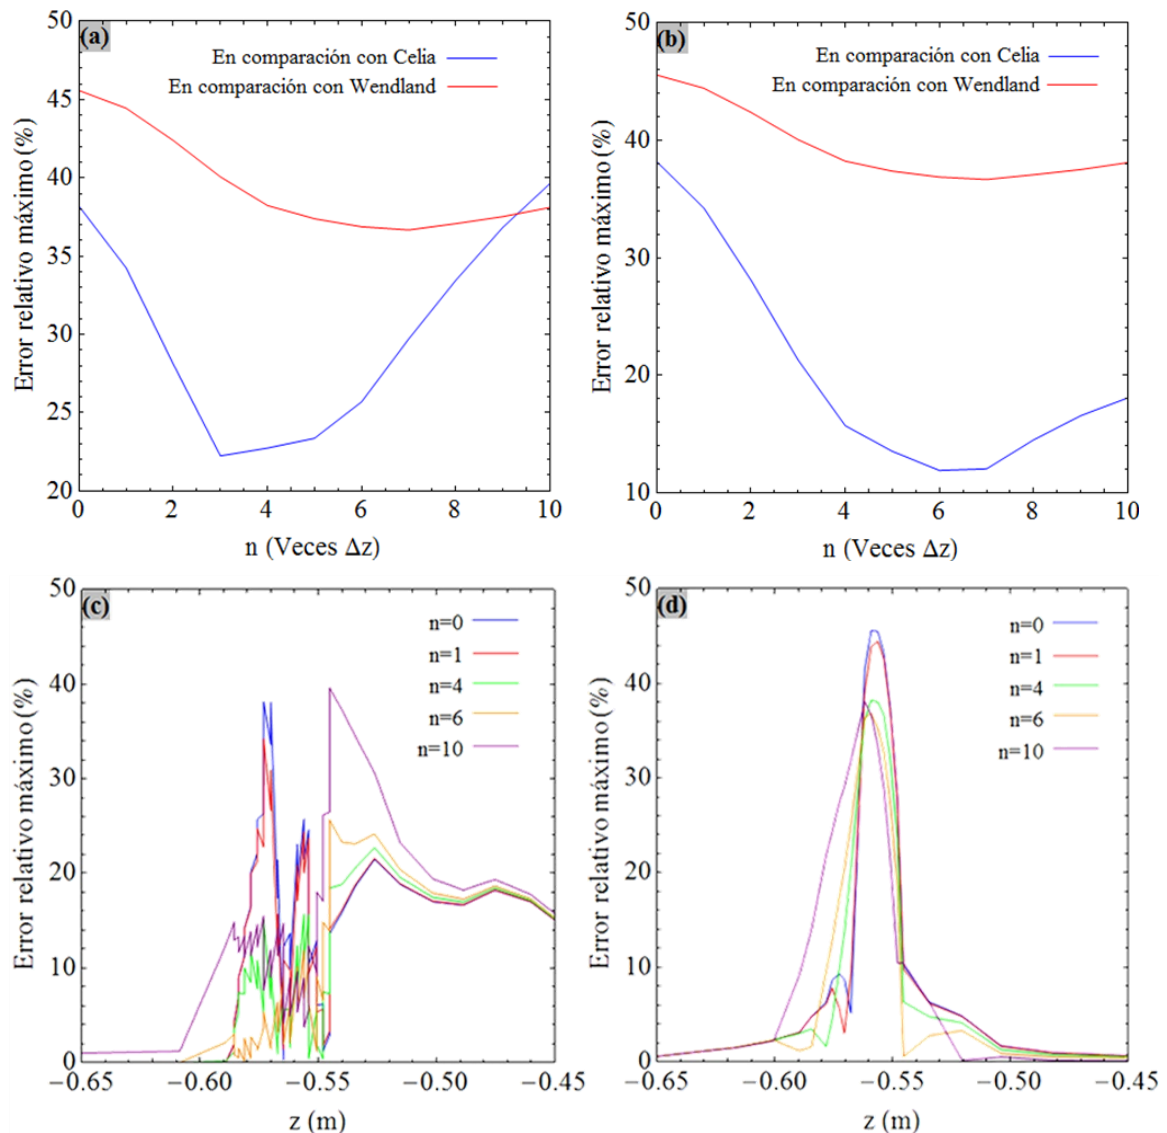 (a)
En comparación con Celia
En comparación con Wendland
Error relativo máximo (%)
50
45
40
35
30
25
20
0 2 4 6 8 10
n (Veces Δz)
(b)
En comparación con Celia
En comparación con Wendland
Error relativo máximo (%)
50
40
30
20
10
0 2 4 6 8 10
n (Veces Δz)
(c)
n=0
n=1
n=4
n=6
n=10
Error relativo máximo (%)
50
40
30
20
10
0
−0.65 −0.60 −0.55 −0.50 −0.45
z (m)
(d)
n=0
n=1
n=4
n=6
n=10
Error relativo máximo (%)
50
40
30
20
10
0
−0.65 −0.60 −0.55 −0.50 −0.45
z (m)